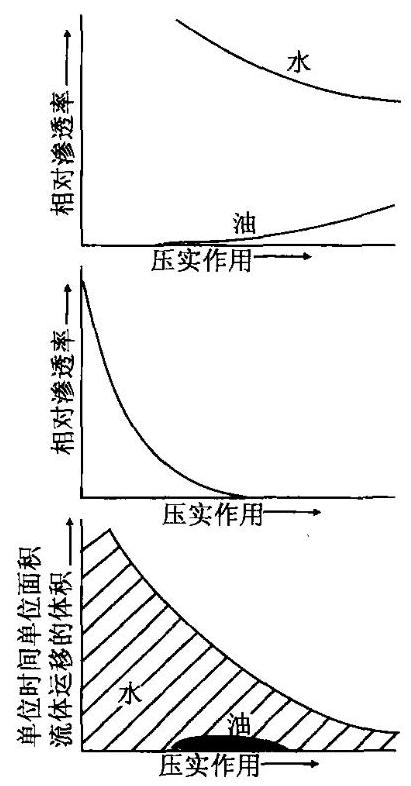 相对渗透率
水
油
压实作用
相对渗透率
压实作用
单位时间单位面积
流体运移的体积
水
油
压实作用